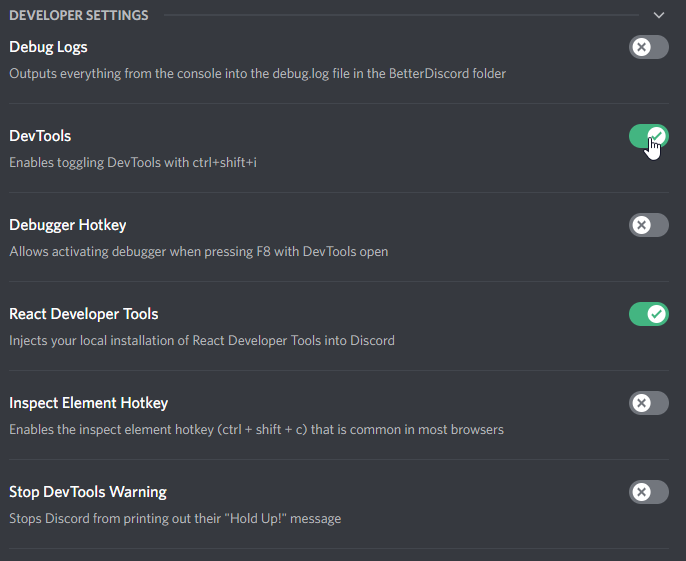 DEVELOPER SETTINGS
Debug Logs
Outputs everything from the console into the debug.log file in the BetterDiscord folder
DevTools
Enables toggling DevTools with ctrl+shift+i
Debugger Hotkey
Allows activating debugger when pressing F8 with DevTools open
React Developer Tools
Injects your local installation of React Developer Tools into Discord
Inspect Element Hotkey
Enables the inspect element hotkey (ctrl + shift + c) that is common in most browsers
Stop DevTools Warning
Stops Discord from printing out their "Hold Up!" message